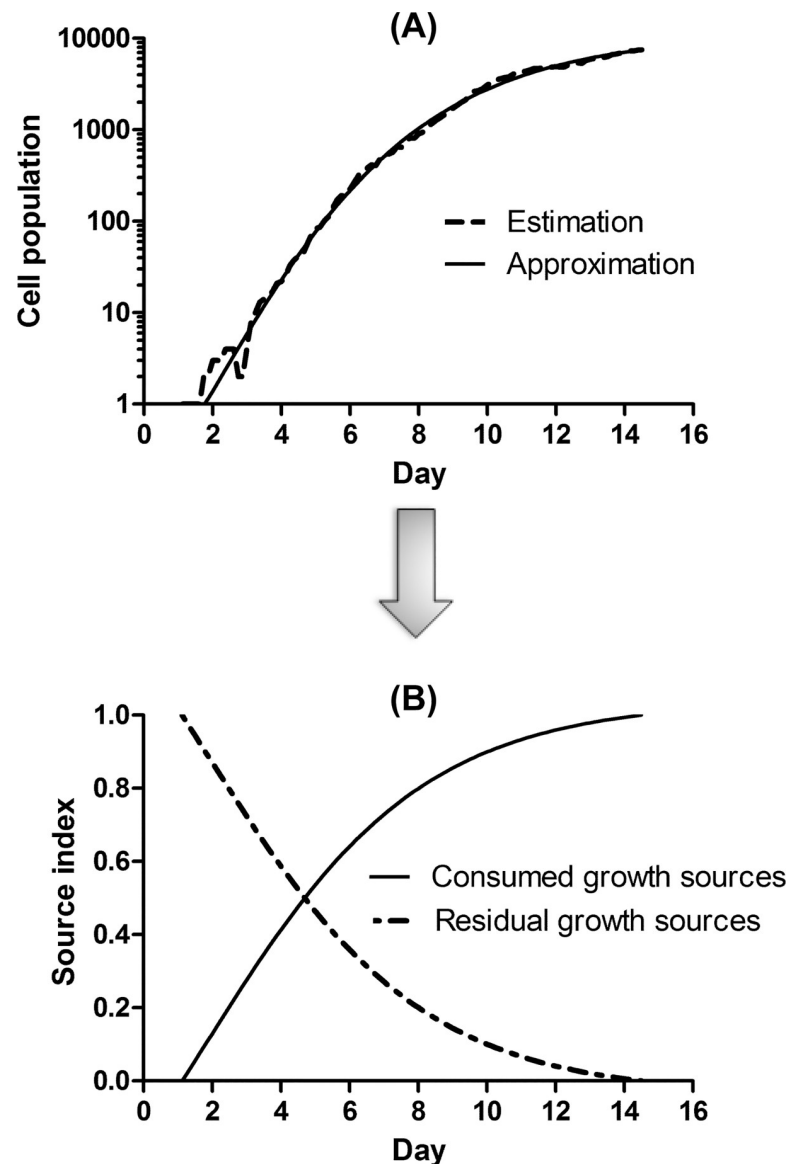 (A)
10000
1000
100
10
1
Cell population
Estimation
Approximation
0 2 4 6 8 10 12 14 16
Day
(B)
1.0
0.8
0.6
0.4
0.2
0.0
Source index
Consumed growth sources
Residual growth sources
0 2 4 6 8 10 12 14 16
Day